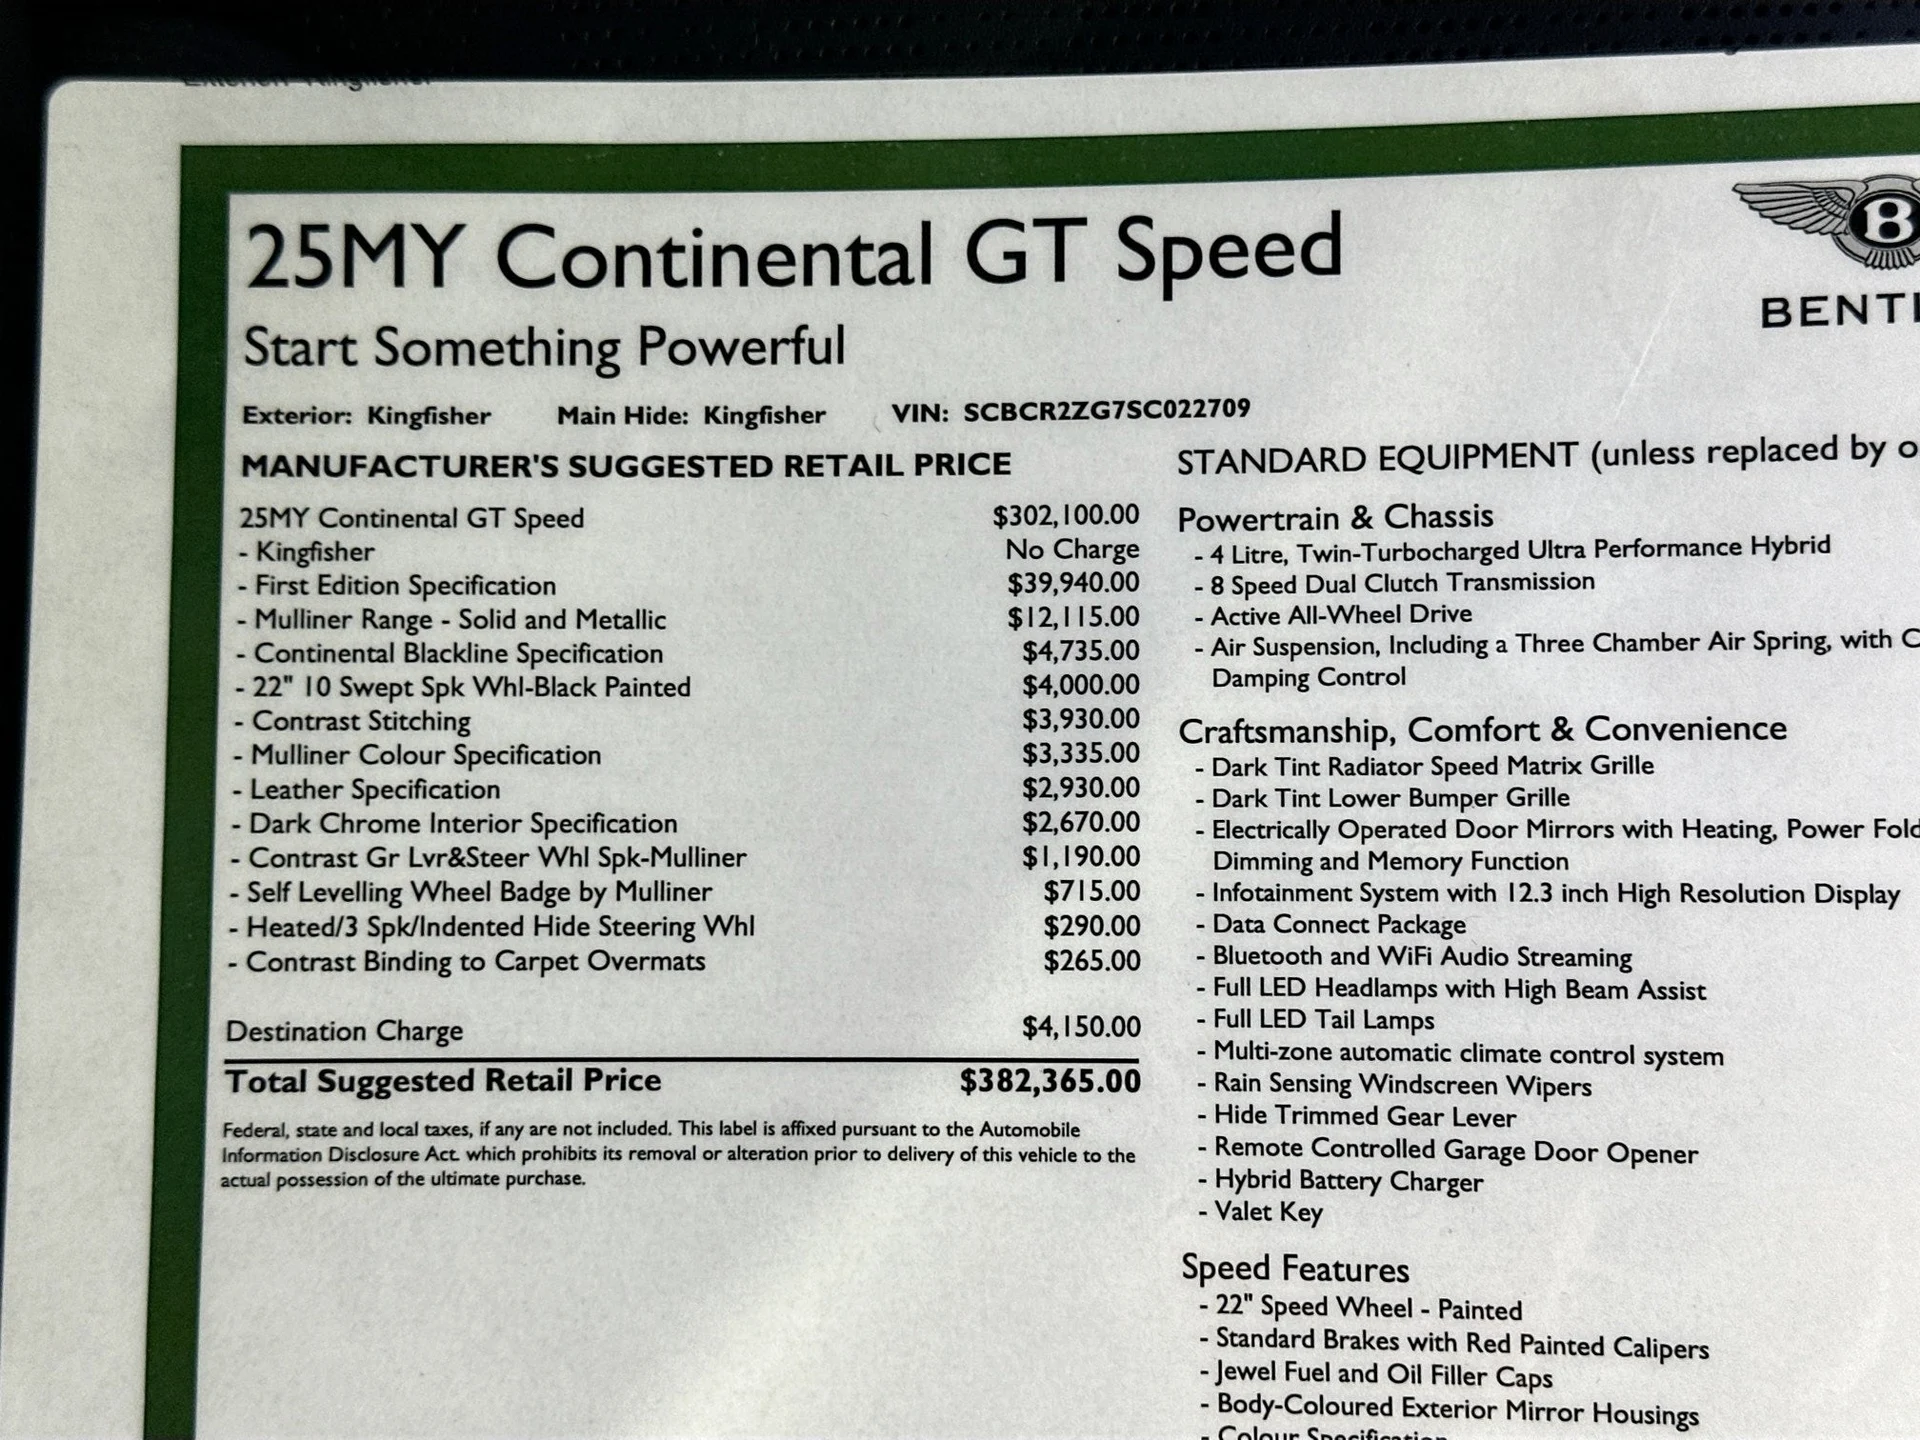 Exterior Kingfisher
25MY Continental GT Speed
Start Something Powerful
B
BENTL
Exterior: Kingfisher Main Hide: Kingfisher VIN: SCBCR2ZG7SC022709
MANUFACTURER'S SUGGESTED RETAIL PRICE
25MY Continental GT Speed $302,100.00
- Kingfisher No Charge
- First Edition Specification $39,940.00
- Mulliner Range - Solid and Metallic $12,115.00
- Continental Blackline Specification $4,735.00
- 22" 10 Swept Spk Whl-Black Painted $4,000.00
- Contrast Stitching $3,930.00
- Mulliner Colour Specification $3,335.00
- Leather Specification $2,930.00
- Dark Chrome Interior Specification $2,670.00
- Contrast Gr Lvr&Steer Whl Spk-Mulliner $1,190.00
- Self Levelling Wheel Badge by Mulliner $715.00
- Heated/3 Spk/Indented Hide Steering Whl $290.00
- Contrast Binding to Carpet Overmats $265.00
Destination Charge $4,150.00
Total Suggested Retail Price $382,365.00
Federal, state and local taxes, if any are not included. This label is affixed pursuant to the Automobile
Information Disclosure Act. which prohibits its removal or alteration prior to delivery of this vehicle to the
actual possession of the ultimate purchase.
STANDARD EQUIPMENT (unless replaced by o
Powertrain & Chassis
- 4 Litre, Twin-Turbocharged Ultra Performance Hybrid
- 8 Speed Dual Clutch Transmission
- Active All-Wheel Drive
- Air Suspension, Including a Three Chamber Air Spring, with C
Damping Control
Craftsmanship, Comfort & Convenience
- Dark Tint Radiator Speed Matrix Grille
- Dark Tint Lower Bumper Grille
- Electrically Operated Door Mirrors with Heating, Power Fold
Dimming and Memory Function
- Infotainment System with 12.3 inch High Resolution Display
- Data Connect Package
- Bluetooth and WiFi Audio Streaming
- Full LED Headlamps with High Beam Assist
- Full LED Tail Lamps
- Multi-zone automatic climate control system
- Rain Sensing Windscreen Wipers
- Hide Trimmed Gear Lever
- Remote Controlled Garage Door Opener
- Hybrid Battery Charger
- Valet Key
Speed Features
- 22" Speed Wheel - Painted
- Standard Brakes with Red Painted Calipers
- Jewel Fuel and Oil Filler Caps
- Body-Coloured Exterior Mirror Housings
- Colour Specification